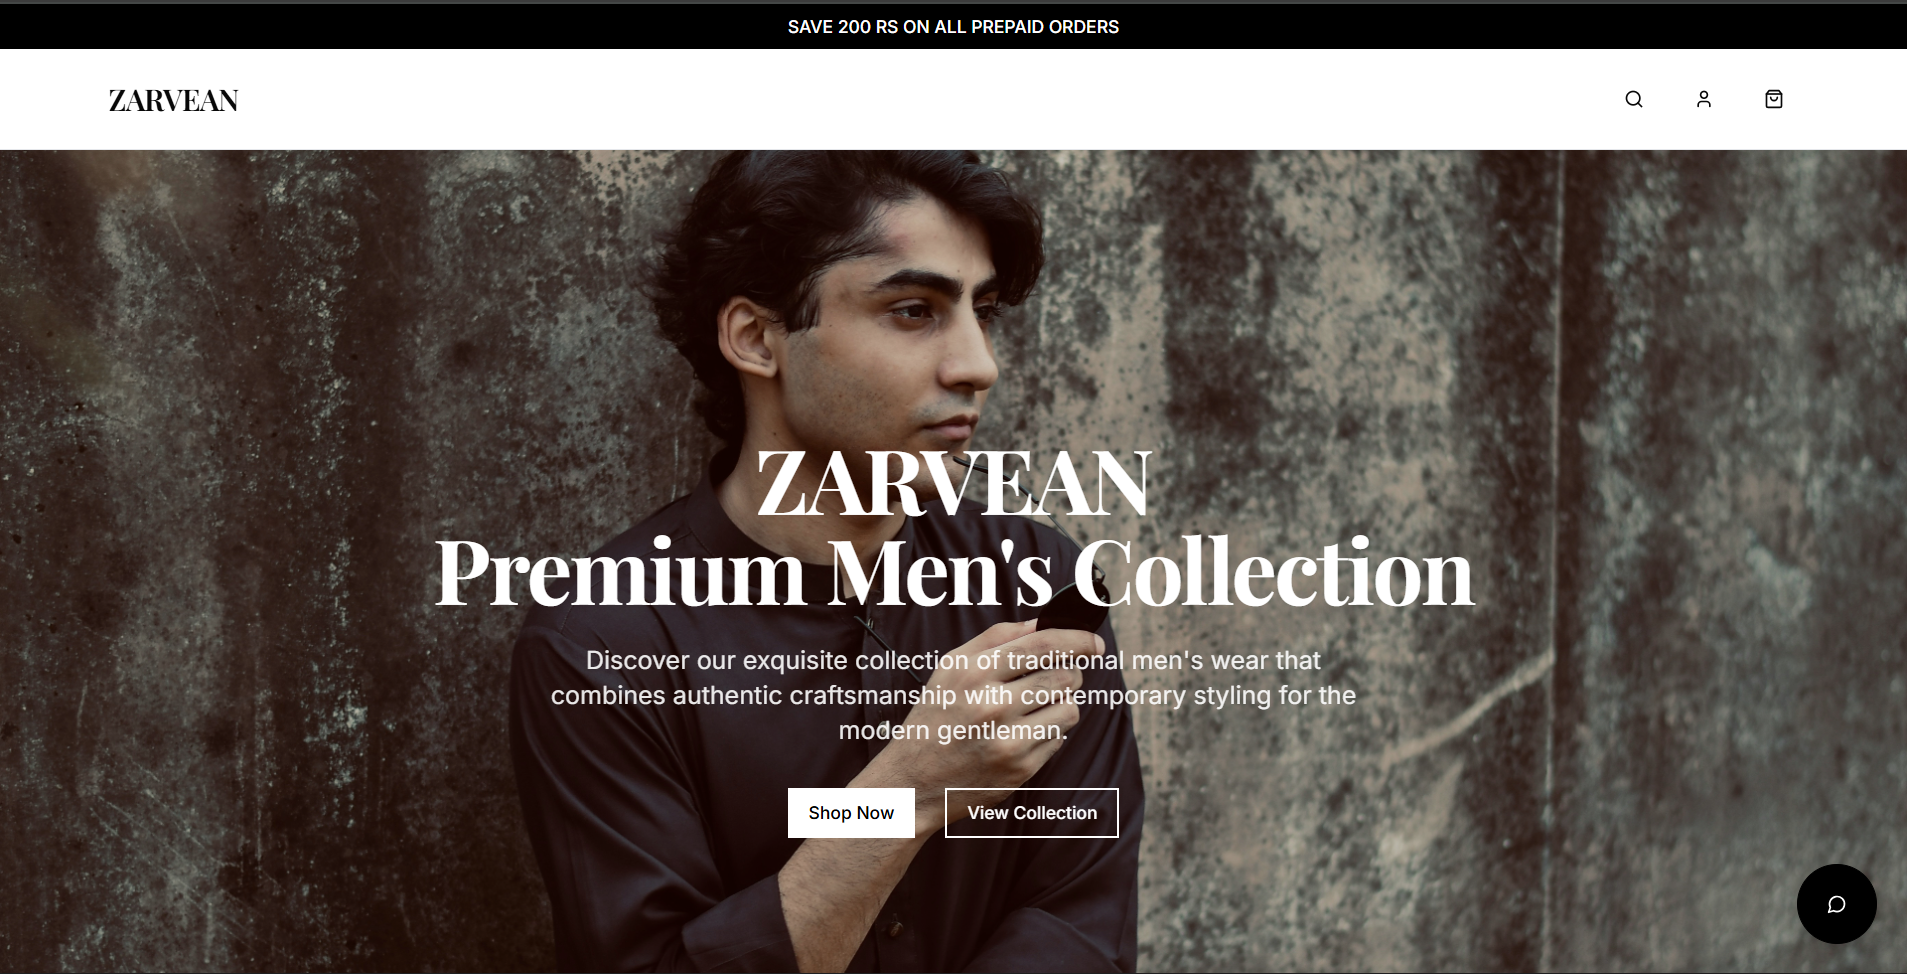 SAVE 200 RS ON ALL PREPAID ORDERS
ZARVEAN
ZARVEAN
Premium Men's Collection
Discover our exquisite collection of traditional men's wear that
combines authentic craftsmanship with contemporary styling for the
modern gentleman.
Shop Now
View Collection